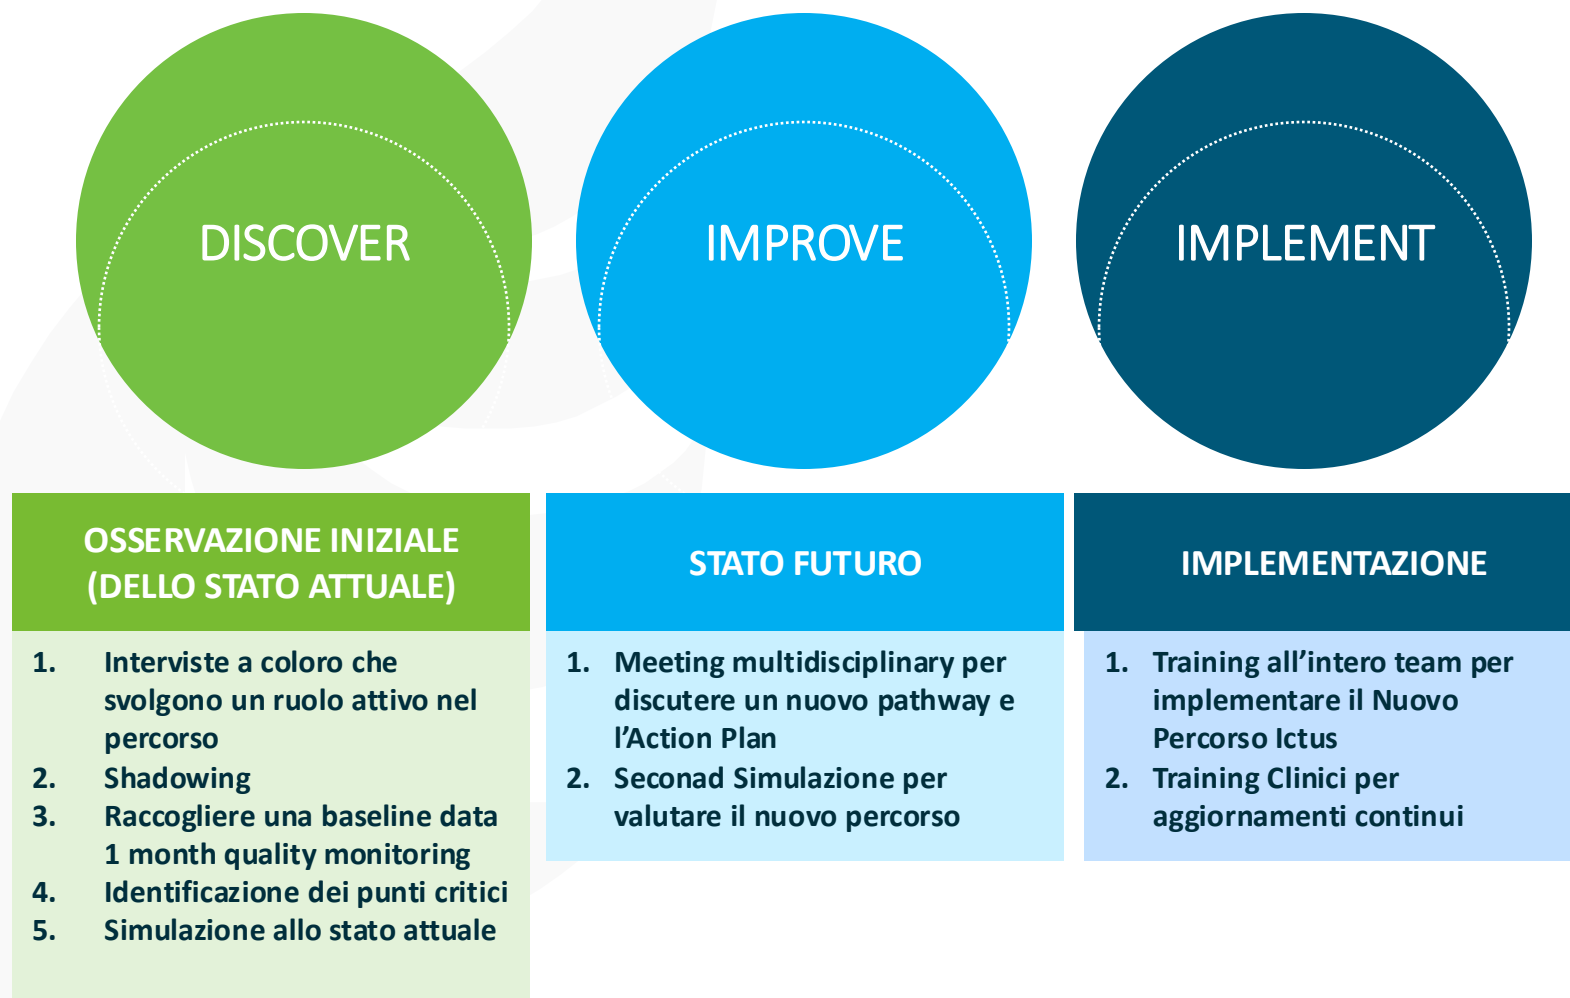 DISCOVER
IMPROVE
IMPLEMENT
OSSERVAZIONE INIZIALE
(DELLO STATO ATTUALE)
1. Interviste a coloro che
svolgono un ruolo attivo nel
percorso
2. Shadowing
3. Raccogliere una baseline data
1 month quality monitoring
4. Identificazione dei punti critici
5. Simulazione allo stato attuale
STATO FUTURO
1. Meeting multidisciplinary per
discutere un nuovo pathway e
l’Action Plan
2. Seconad Simulazione per
valutare il nuovo percorso
IMPLEMENTAZIONE
1. Training all’intero team per
implementare il Nuovo
Percorso Ictus
2. Training Clinici per
aggiornamenti continui